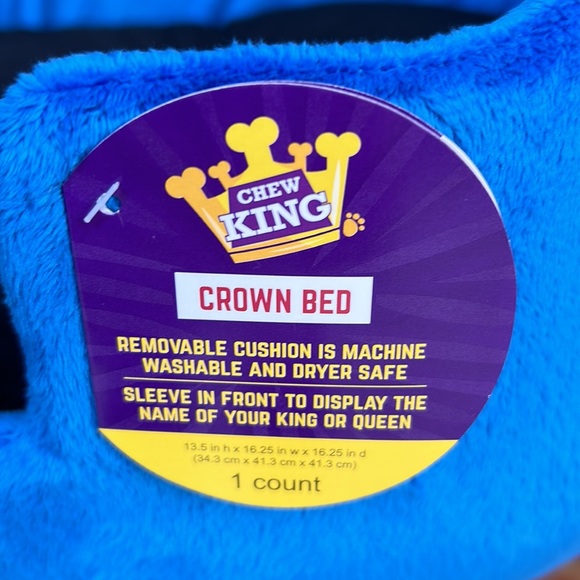 CHEW
KING
CROWN BED
REMOVABLE CUSHION IS MACHINE
WASHABLE AND DRYER SAFE
SLEEVE IN FRONT TO DISPLAY THE
NAME OF YOUR KING OR QUEEN
13.5 in h x 16.25 in w x 16.25 in d
(34.3 cm x 41.3 cm x 41.3 cm)
1 count